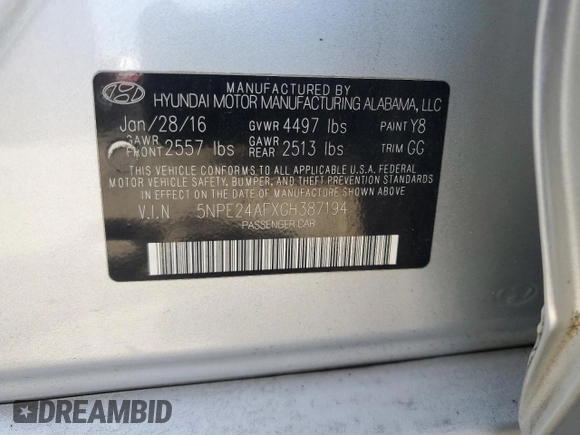 MANUFACTURED BY
HYUNDAI MOTOR MANUFACTURING ALABAMA, LLC
Jan/28/16 GVWR 4497 lbs PAINT Y8
GAWR FRONT 2557 lbs GAWR REAR 2513 lbs TRIM GG
THIS VEHICLE CONFORMS TO ALL APPLICABLE U.S.A. FEDERAL
MOTOR VEHICLE SAFETY, BUMPER, AND THEFT PREVENTION STANDARDS
IN EFFECT ON THE DATE OF MANUFACTURE SHOWN ABOVE.
V.I.N 5NPE24AFXGH387194
PASSENGER CAR
DREAMBID